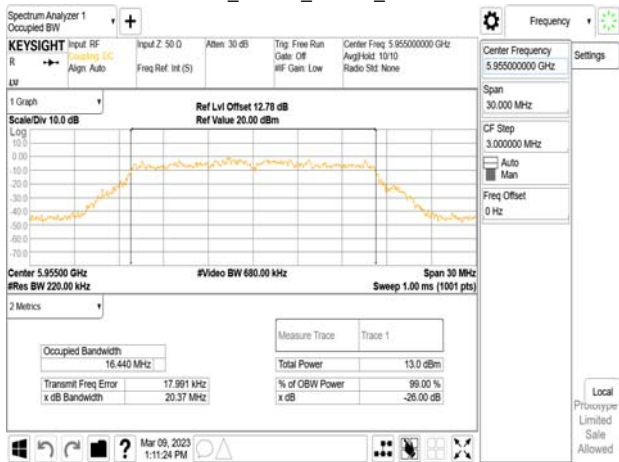 Spectrum Analyzer 1
Occupied BW
Frequency
KEYSIGHT Input: RF
Coupling: DC
Align: Auto
R
LXI
Input Z: 50 Ω
Freq Ref: Int (S)
Atten: 30 dB
Trig: Free Run
Gate: Off
#IF Gain: Low
Center Freq: 5.955000000 GHz
Avg|Hold: 10/10
Radio Std: None
Center Frequency
5.955000000 GHz
Settings
Span
30.000 MHz
CF Step
3.000000 MHz
Auto
Man
Freq Offset
0 Hz
1 Graph
Scale/Div 10.0 dB
Ref Lvl Offset 12.78 dB
Ref Value 20.00 dBm
Log
10.0
0.00
-10.0
-20.0
-30.0
-40.0
-50.0
-60.0
-70.0
Center 5.95500 GHz
#Res BW 220.00 kHz
#Video BW 680.00 kHz
Span 30 MHz
Sweep 1.00 ms (1001 pts)
2 Metrics
Measure Trace Trace 1
Occupied Bandwidth
16.440 MHz
Total Power 13.0 dBm
Transmit Freq Error 17.991 kHz
% of OBW Power 99.00 %
x dB Bandwidth 20.37 MHz
x dB -26.00 dB
Local
Prototype
Limited
Sale
Allowed
?
Mar 09, 2023
1:11:24 PM